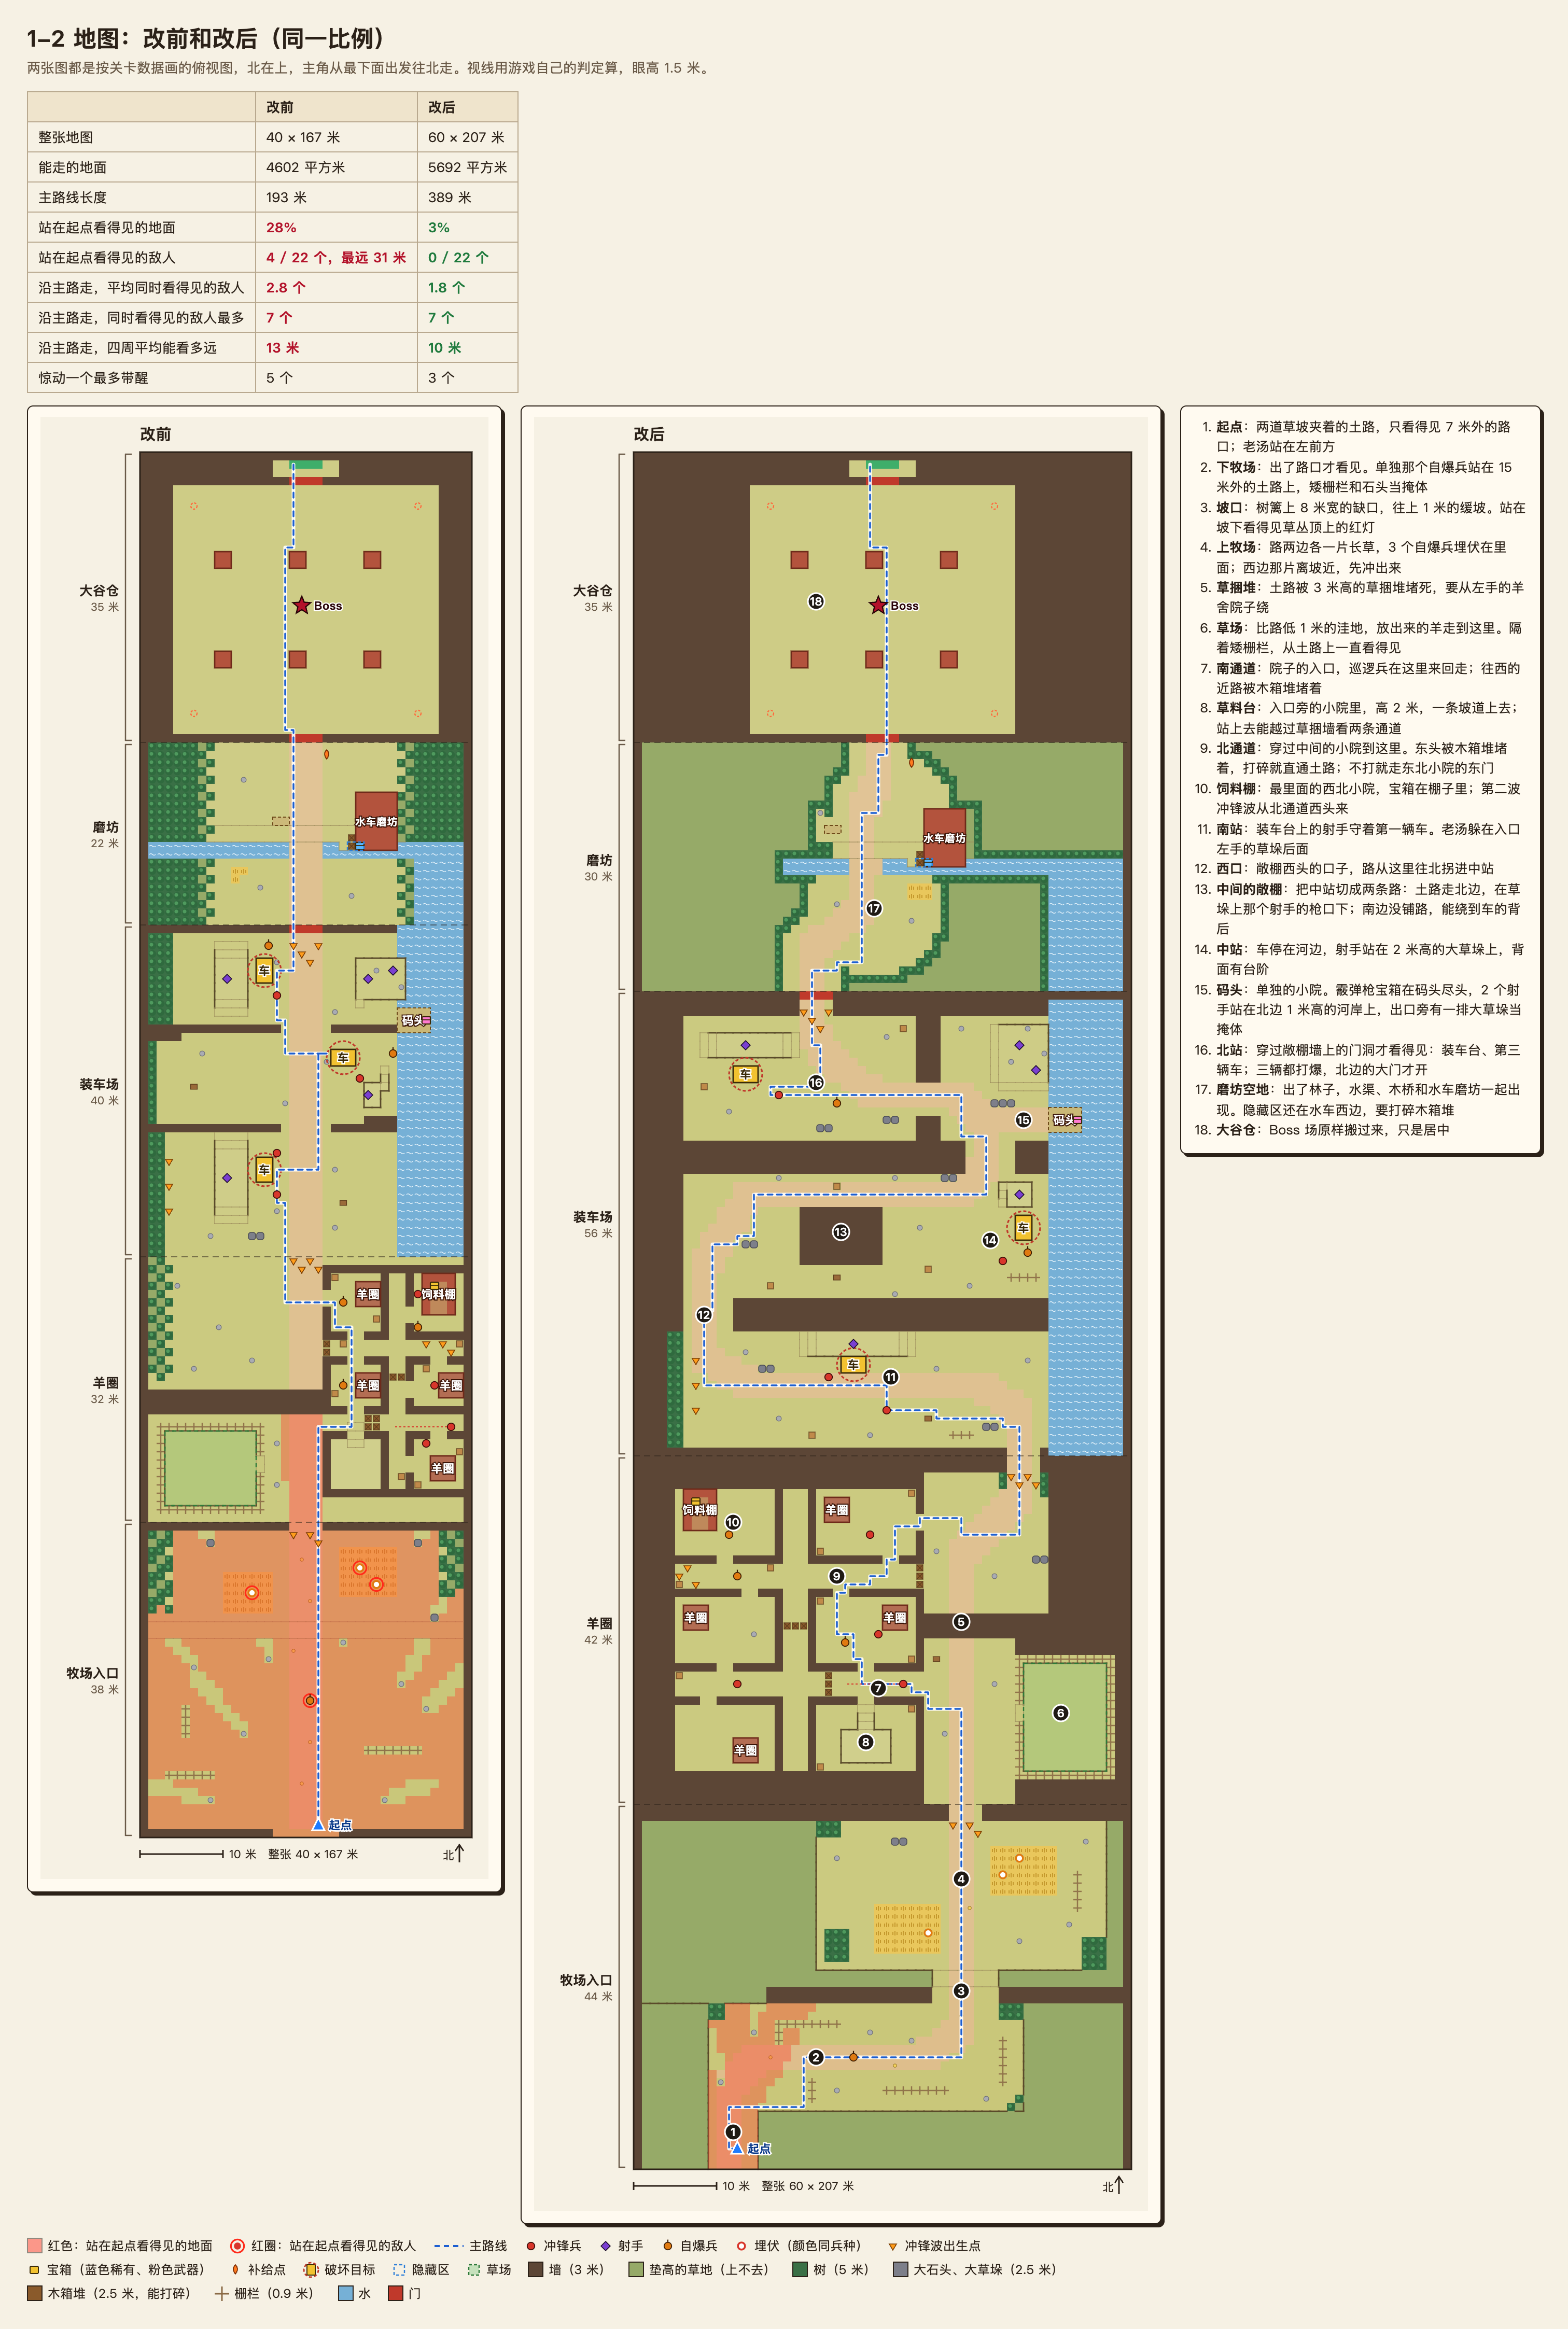 1–2 地图：改前和改后（同一比例）
两张图都是按关卡数据画的俯视图，北在上，主角从最下面出发往北走。视线用游戏自己的判定算，眼高 1.5 米。
改前 改后
整张地图 40 × 167 米 60 × 207 米
能走的地面 4602 平方米 5692 平方米
主路线长度 193 米 389 米
站在起点看得见的地面 28% 3%
站在起点看得见的敌人 4 / 22 个，最远 31 米 0 / 22 个
沿主路走，平均同时看得见的敌人 2.8 个 1.8 个
沿主路走，同时看得见的敌人最多 7 个 7 个
沿主路走，四周平均能看多远 13 米 10 米
惊动一个最多带醒 5 个 3 个
改前
大谷仓
35 米
Boss
磨坊
22 米
水车磨坊
装车场
40 米
车
码头
车
车
羊圈
32 米
羊圈
饲料棚
羊圈
羊圈
羊圈
牧场入口
38 米
起点
10 米 整张 40 × 167 米
北
改后
大谷仓
35 米
18
Boss
磨坊
30 米
水车磨坊
17
装车场
56 米
车
16
15
码头
13
14
车
12
车
11
羊圈
42 米
饲料棚
10
羊圈
9
羊圈
羊圈
5
7
6
8
羊圈
牧场入口
44 米
4
3
2
1
起点
10 米 整张 60 × 207 米
北
1. 起点：两道草坡夹着的土路，只看得见 7 米外的路
口；老汤站在左前方
2. 下牧场：出了路口才看见。单独那个自爆兵站在 15
米外的土路上，矮栅栏和石头当掩体
3. 坡口：树篱上 8 米宽的缺口，往上 1 米的缓坡。站在
坡下看得见草丛顶上的红灯
4. 上牧场：路两边各一片长草，3 个自爆兵埋伏在里
面；西边那片离坡近，先冲出来
5. 草捆堆：土路被 3 米高的草捆堆堵死，要从左手的羊
舍院子绕
6. 草场：比路低 1 米的洼地，放出来的羊走到这里。隔
着矮栅栏，从土路上一直看得见
7. 南通道：院子的入口，巡逻兵在这里来回走；往西的
近路被木箱堆堵着
8. 草料台：入口旁的小院里，高 2 米，一条坡道上去；
站上去能越过草捆墙看两条通道
9. 北通道：穿过中间的小院到这里。东头被木箱堆堵
着，打碎就直通土路；不打就走东北小院的东门
10. 饲料棚：最里面的西北小院，宝箱在棚子里；第二波
冲锋波从北通道西头来
11. 南站：装车台上的射手守着第一辆车。老汤躲在入口
左手的草垛后面
12. 西口：敞棚西头的口子，路从这里往北拐进中站
13. 中间的敞棚：把中站切成两条路：土路走北边，在草
垛上那个射手的枪口下；南边没铺路，能绕到车的背
后
14. 中站：车停在河边，射手站在 2 米高的大草垛上，背
面有台阶
15. 码头：单独的小院。霰弹枪宝箱在码头尽头，2 个射
手站在北边 1 米高的河岸上，出口旁有一排大草垛当
掩体
16. 北站：穿过敞棚墙上的门洞才看得见：装车台、第三
辆车；三辆都打爆，北边的大门才开
17. 磨坊空地：出了林子，水渠、木桥和水车磨坊一起出
现。隐藏区还在水车西边，要打碎木箱堆
18. 大谷仓：Boss 场原样搬过来，只是居中
红色：站在起点看得见的地面 红圈：站在起点看得见的敌人 主路线 冲锋兵 射手 自爆兵 埋伏（颜色同兵种） 冲锋波出生点
宝箱（蓝色稀有、粉色武器） 补给点 破坏目标 隐藏区 草场 墙（3 米） 垫高的草地（上不去） 树（5 米） 大石头、大草垛（2.5 米）
木箱堆（2.5 米，能打碎） 栅栏（0.9 米） 水 门